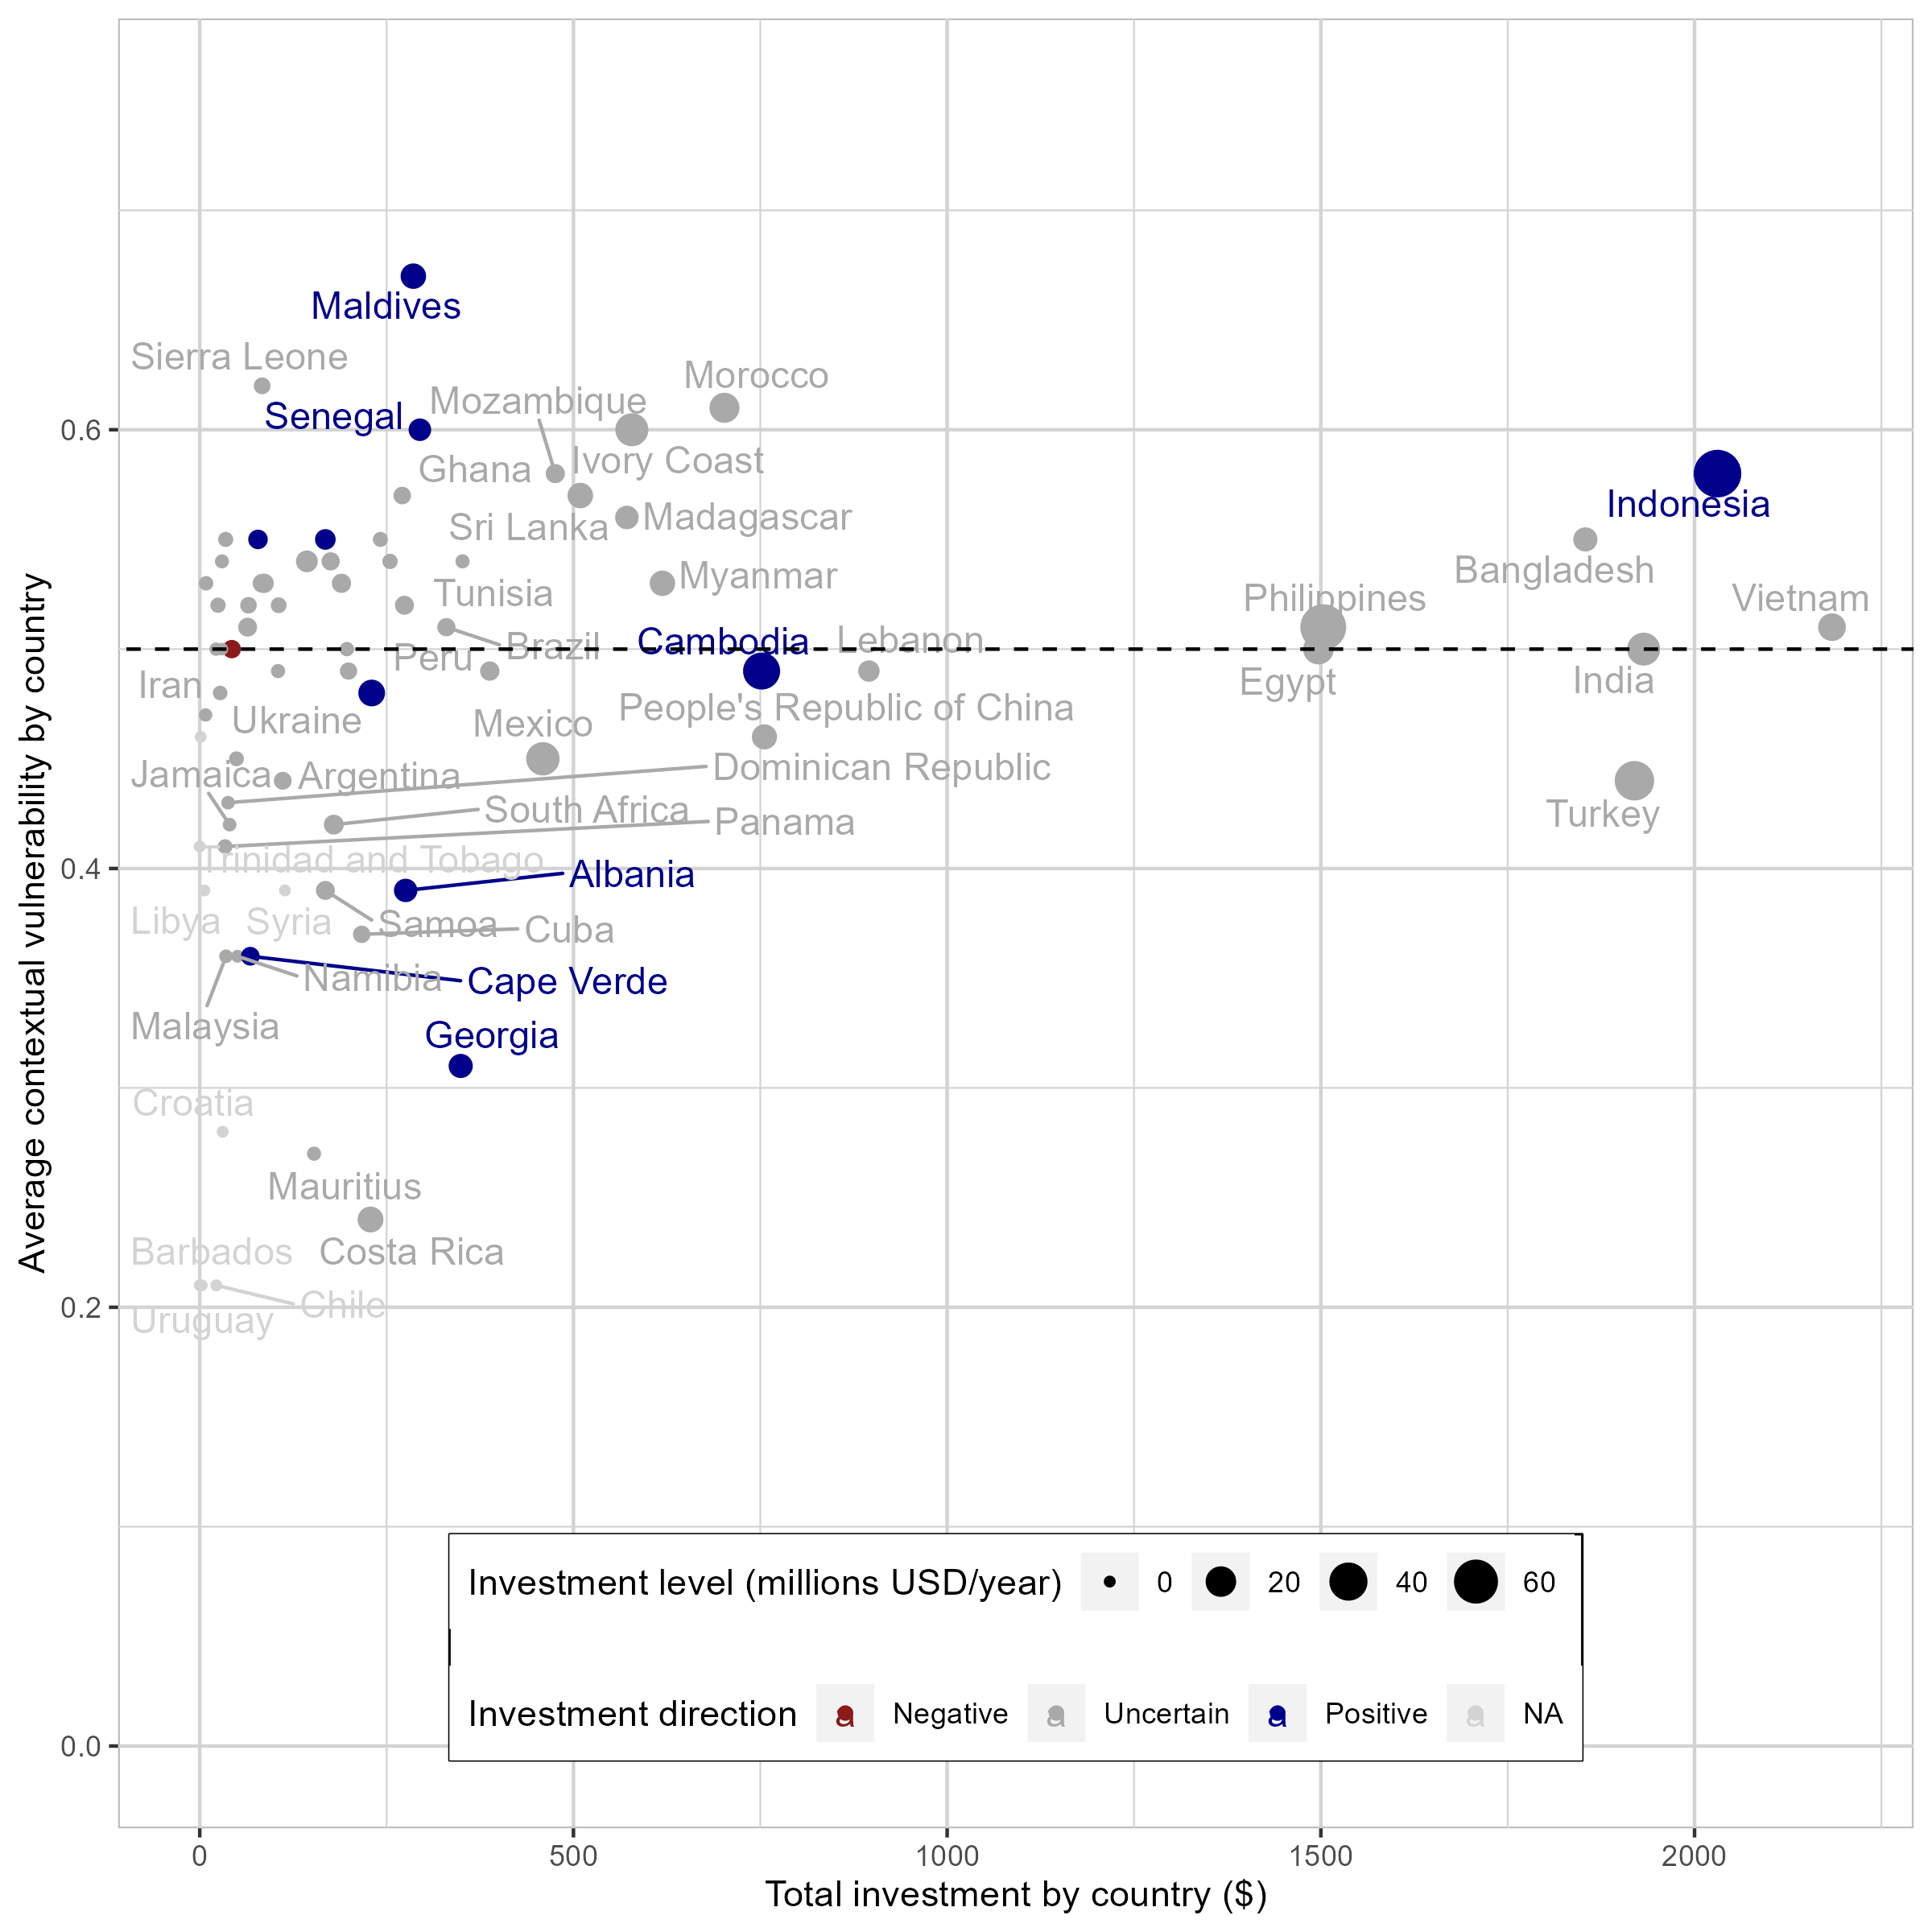 Maldives
Sierra Leone
Morocco
Mozambique
Senegal
0.6
Ivory Coast
Ghana
Indonesia
Madagascar
Sri Lanka
Bangladesh
Myanmar
Tunisia
Philippines
Vietnam
Cambodia
Lebanon
Brazil
Peru
Iran
Egypt
India
People's Republic of China
Ukraine
Mexico
Dominican Republic
Jamaica
Argentina
South Africa
Panama
Turkey
Trinidad and Tobago
0.4
Albania
Libya
Syria
Samoa
Cuba
Namibia
Cape Verde
Malaysia
Georgia
Croatia
Mauritius
Barbados
Costa Rica
Chile
0.2
Uruguay
Average contextual vulnerability by country
Investment level (millions USD/year)
0
20
40
60
Investment direction
a Negative
a Uncertain
a Positive
a NA
0.0
0
500
1000
1500
2000
Total investment by country ($)